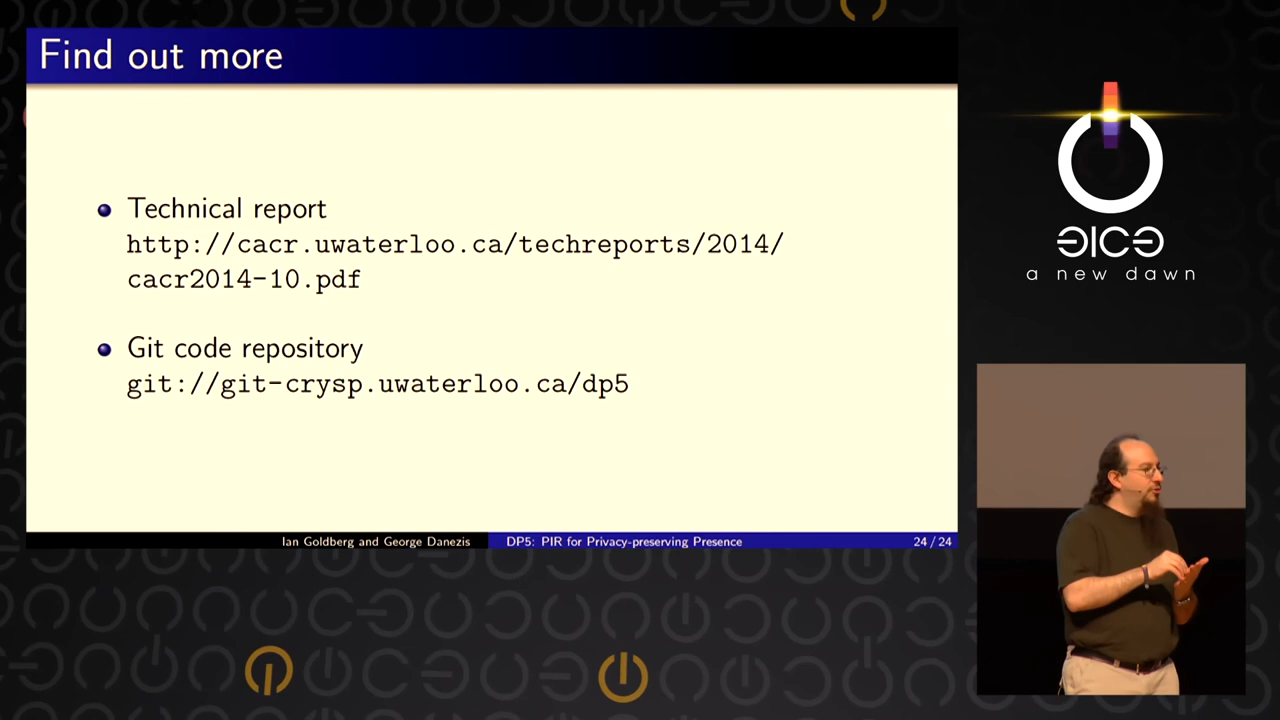 Find out more
Technical report
http://cacr.uwaterloo.ca/techreports/2014/
cacr2014-10.pdf
Git code repository
git://git-crysp.uwaterloo.ca/dp5
Ian Goldberg and George Danezis
DP5: PIR for Privacy-preserving Presence
24 / 24
a new dawn